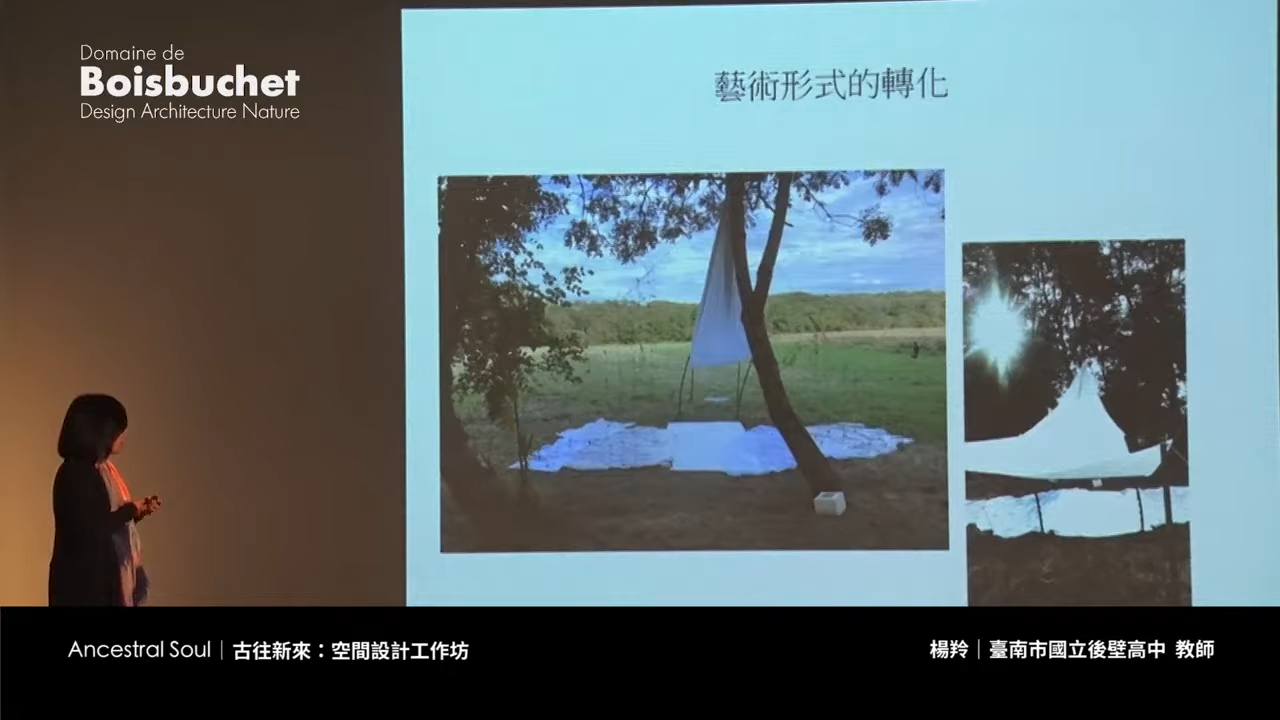 Domaine de
Boisbuchet
Design Architecture Nature
藝術形式的轉化
Ancestral Soul｜古往新來：空間設計工作坊
楊羚｜臺南市國立後壁高中 教師